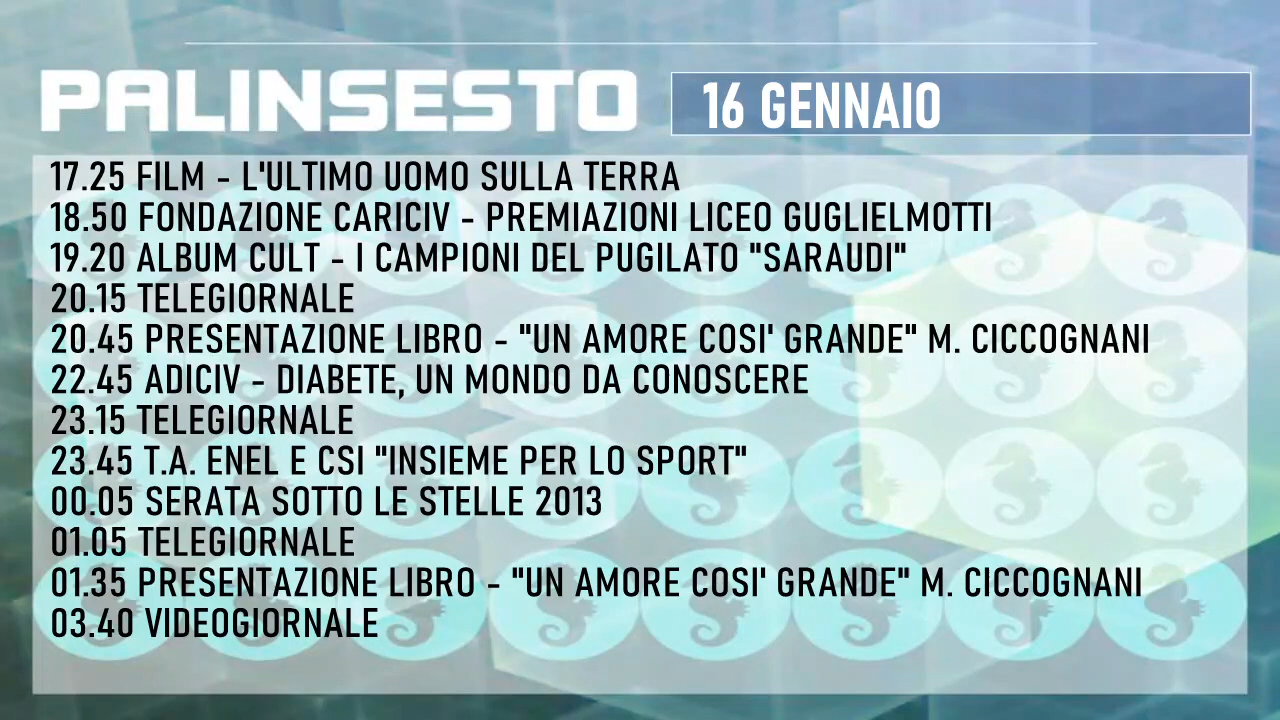 PALINSESTO
16 GENNAIO
17.25 FILM - L'ULTIMO UOMO SULLA TERRA
18.50 FONDAZIONE CARICIV - PREMIAZIONI LICEO GUGLIELMOTTI
19.20 ALBUM CULT - I CAMPIONI DEL PUGILATO "SARAUDI"
20.15 TELEGIORNALE
20.45 PRESENTAZIONE LIBRO - "UN AMORE COSI' GRANDE" M. CICCOGNANI
22.45 ADICIV - DIABETE, UN MONDO DA CONOSCERE
23.15 TELEGIORNALE
23.45 T.A. ENEL E CSI "INSIEME PER LO SPORT"
00.05 SERATA SOTTO LE STELLE 2013
01.05 TELEGIORNALE
01.35 PRESENTAZIONE LIBRO - "UN AMORE COSI' GRANDE" M. CICCOGNANI
03.40 VIDEOGIORNALE